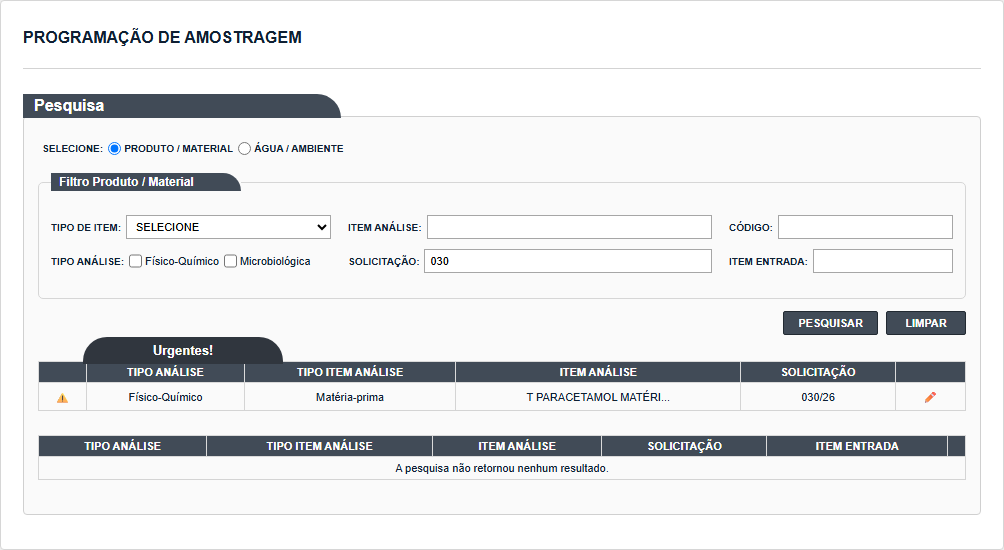 PROGRAMAÇÃO DE AMOSTRAGEM
Pesquisa
SELECIONE: PRODUTO / MATERIAL ÁGUA / AMBIENTE
Filtro Produto / Material
TIPO DE ITEM: SELECIONE ITEM ANÁLISE: CÓDIGO:
TIPO ANÁLISE: Físico-Químico Microbiológica SOLICITAÇÃO: 030 ITEM ENTRADA:
PESQUISAR LIMPAR
Urgentes!
TIPO ANÁLISE TIPO ITEM ANÁLISE ITEM ANÁLISE SOLICITAÇÃO
Físico-Químico Matéria-prima T PARACETAMOL MATÉRI... 030/26
TIPO ANÁLISE TIPO ITEM ANÁLISE ITEM ANÁLISE SOLICITAÇÃO ITEM ENTRADA
A pesquisa não retornou nenhum resultado.